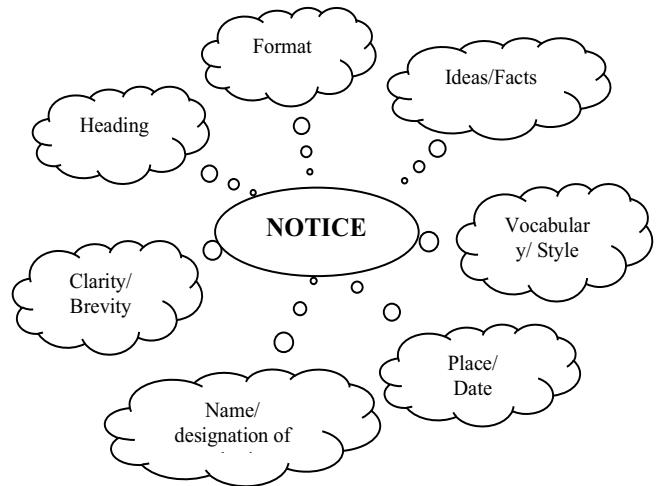 Format
Ideas/Facts
Heading
NOTICE
Vocabular
y/ Style
Clarity/
Brevity
Place/
Date
Name/
designation of